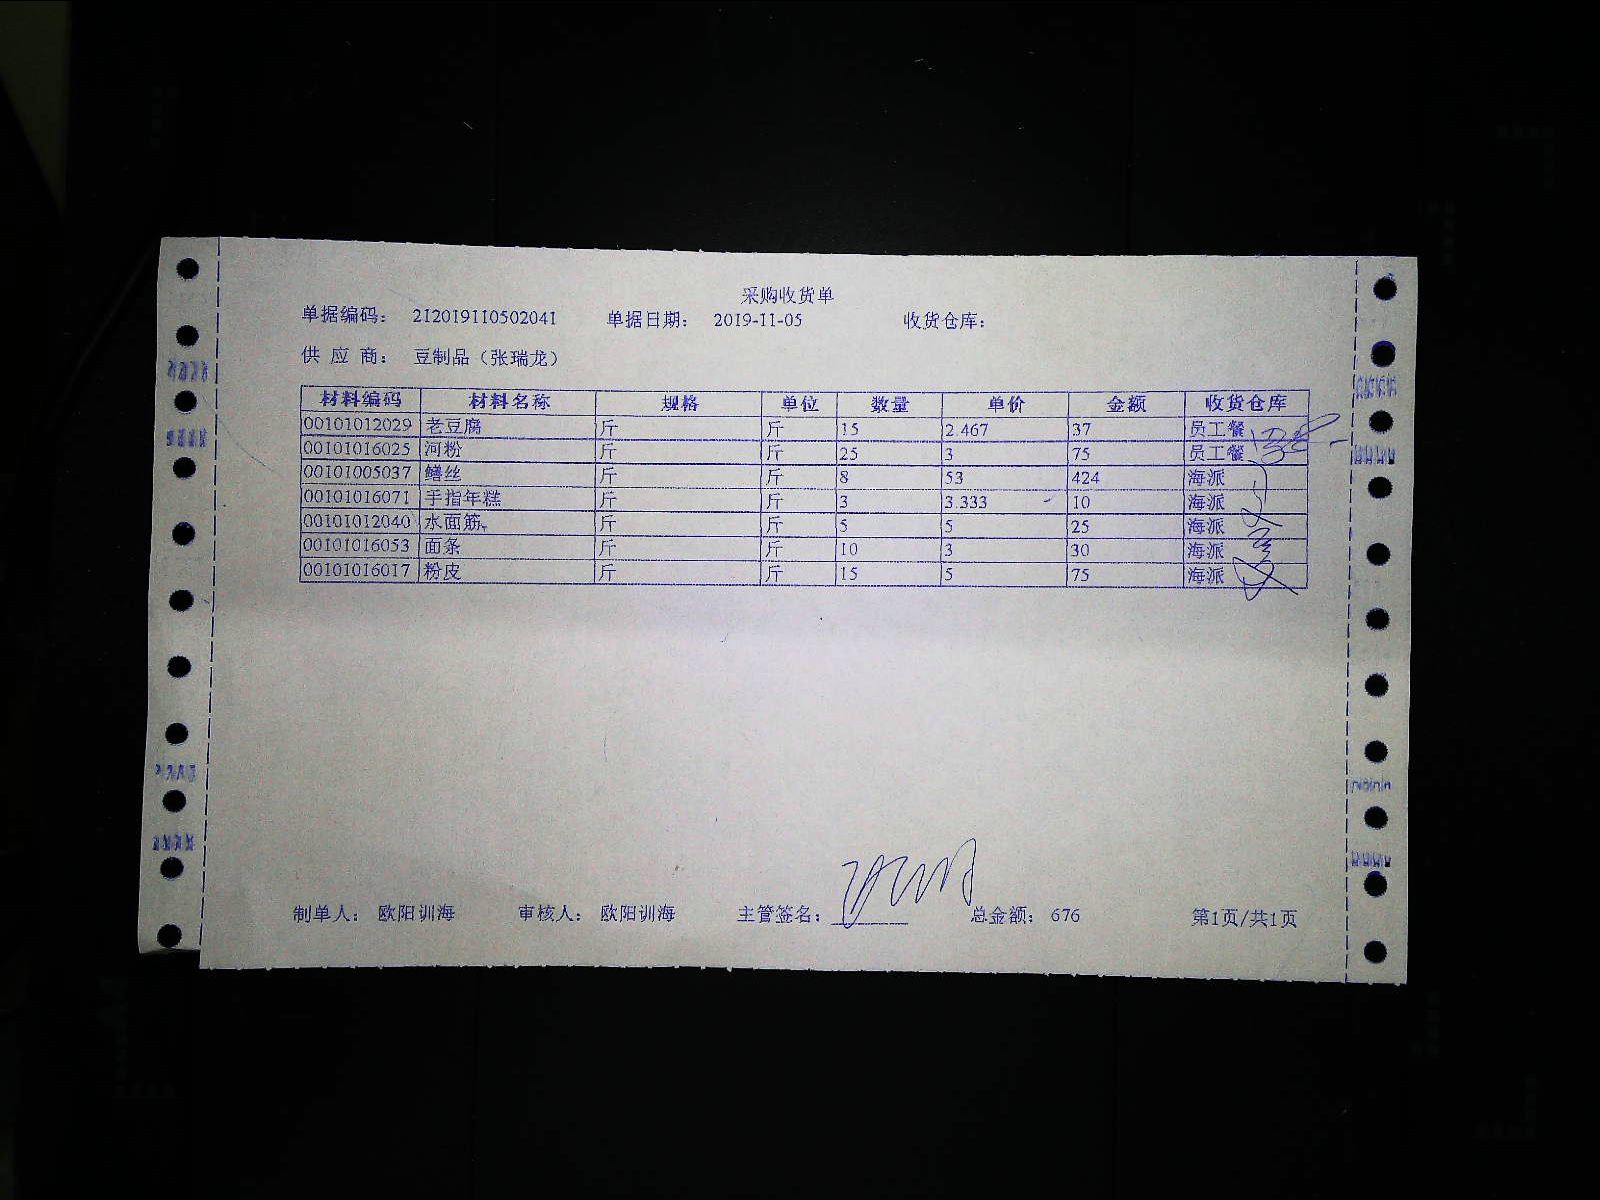 采购收货单
单据编码： 212019110502041 单据日期： 2019-11-05 收货仓库：
供 应 商： 豆制品（张瑞龙）
材料编码 材料名称 规格 单位 数量 单价 金额 收货仓库
00101012029 老豆腐 斤 斤 15 2.467 37 员工餐
00101016025 河粉 斤 斤 25 3 75 员工餐
00101005037 鳝丝 斤 斤 8 53 424 海派
00101016071 手指年糕 斤 斤 3 3.333 10 海派
00101012040 水面筋 斤 斤 5 5 25 海派
00101016053 面条 斤 斤 10 3 30 海派
00101016017 粉皮 斤 斤 15 5 75 海派
制单人： 欧阳训海 审核人： 欧阳训海 主管签名： 总金额： 676 第1页/共1页